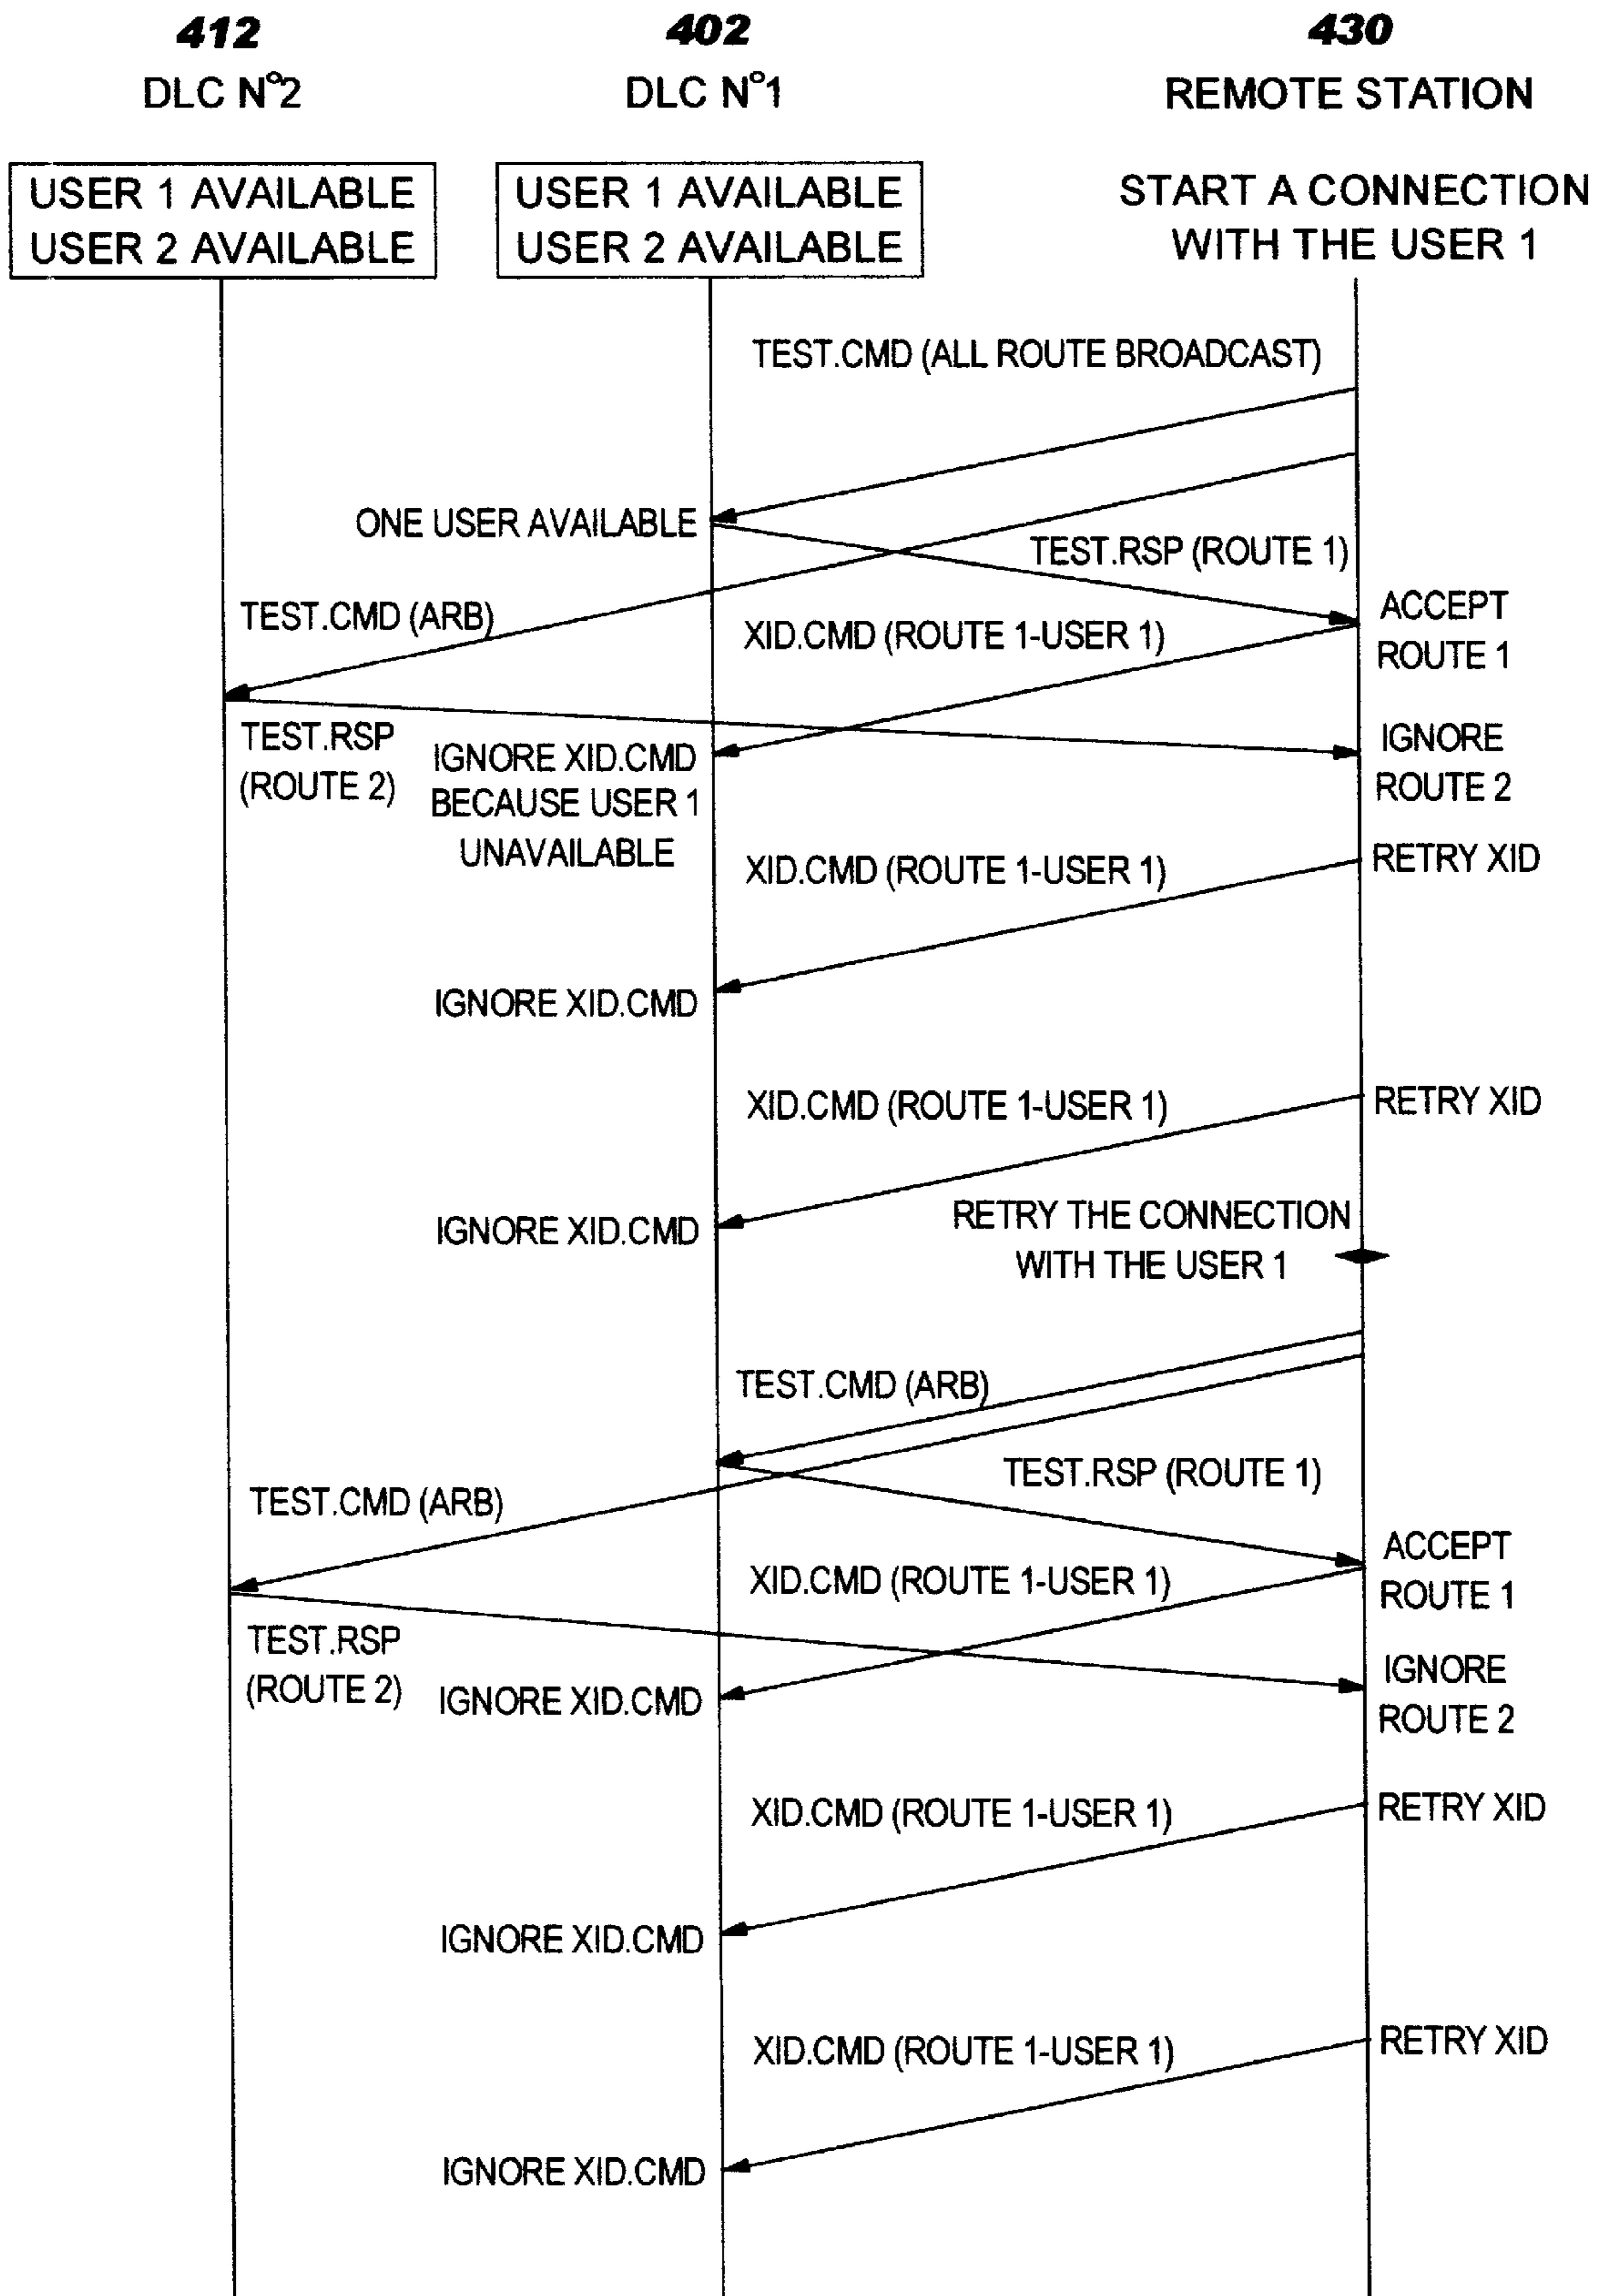 412
402
430
DLC N°2
DLC N°1
REMOTE STATION
USER 1 AVAILABLE
USER 2 AVAILABLE
USER 1 AVAILABLE
USER 2 AVAILABLE
START A CONNECTION
WITH THE USER 1
TEST.CMD (ALL ROUTE BROADCAST)
ONE USER AVAILABLE
TEST.RSP (ROUTE 1)
TEST.CMD (ARB)
XID.CMD (ROUTE 1-USER 1)
ACCEPT
ROUTE 1
TEST.RSP
(ROUTE 2)
IGNORE XID.CMD
BECAUSE USER 1
UNAVAILABLE
IGNORE
ROUTE 2
XID.CMD (ROUTE 1-USER 1)
RETRY XID
IGNORE XID.CMD
XID.CMD (ROUTE 1-USER 1)
RETRY XID
IGNORE XID.CMD
RETRY THE CONNECTION
WITH THE USER 1
TEST.CMD (ARB)
TEST.RSP (ROUTE 1)
TEST.CMD (ARB)
XID.CMD (ROUTE 1-USER 1)
ACCEPT
ROUTE 1
TEST.RSP
(ROUTE 2)
IGNORE XID.CMD
IGNORE
ROUTE 2
XID.CMD (ROUTE 1-USER 1)
RETRY XID
IGNORE XID.CMD
XID.CMD (ROUTE 1-USER 1)
RETRY XID
IGNORE XID.CMD